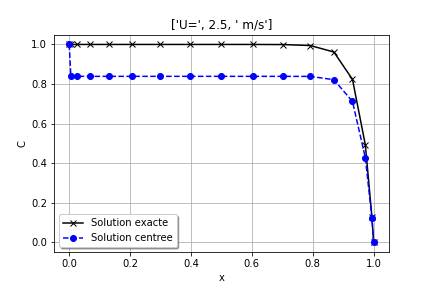 ['U=', 2.5, ' m/s']
1.0
0.8
0.6
0.4
0.2
0.0
C
Solution exacte
Solution centree
0.0 0.2 0.4 0.6 0.8 1.0
x